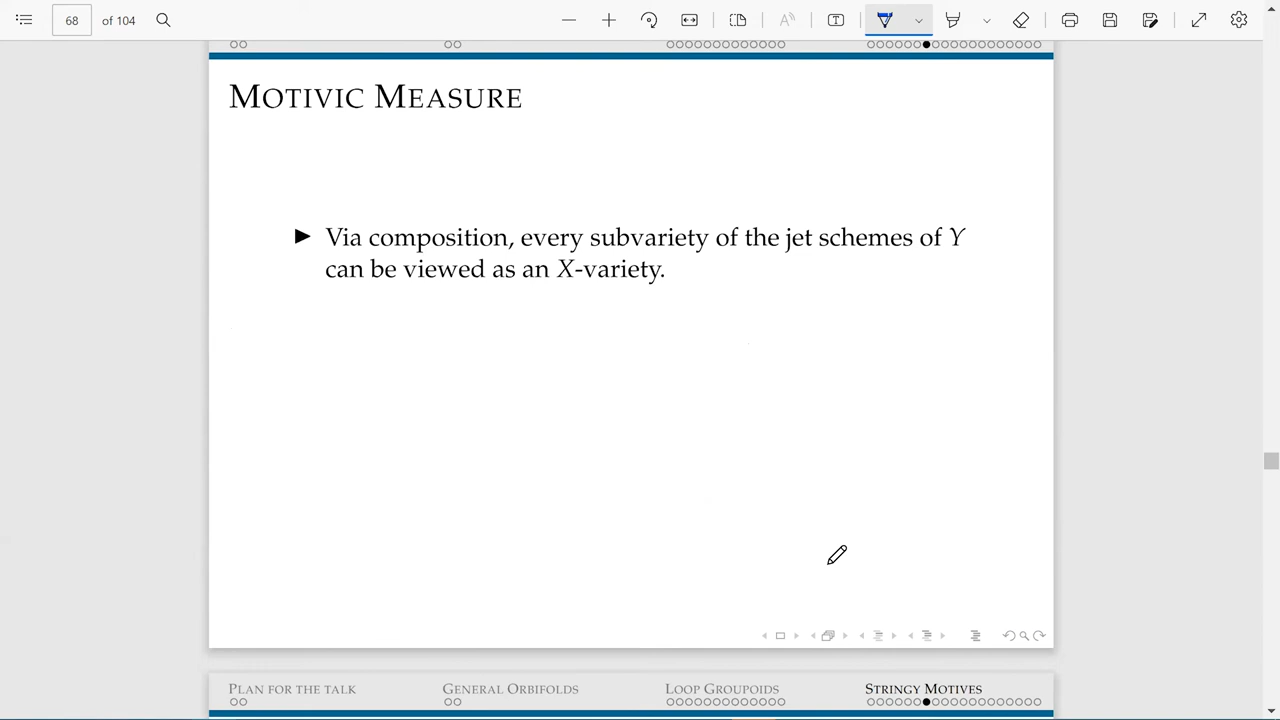 68 of 104
MOTIVIC MEASURE
Via composition, every subvariety of the jet schemes of Y
can be viewed as an X-variety.
PLAN FOR THE TALK GENERAL ORBIFOLDS LOOP GROUPOIDS STRINGY MOTIVES